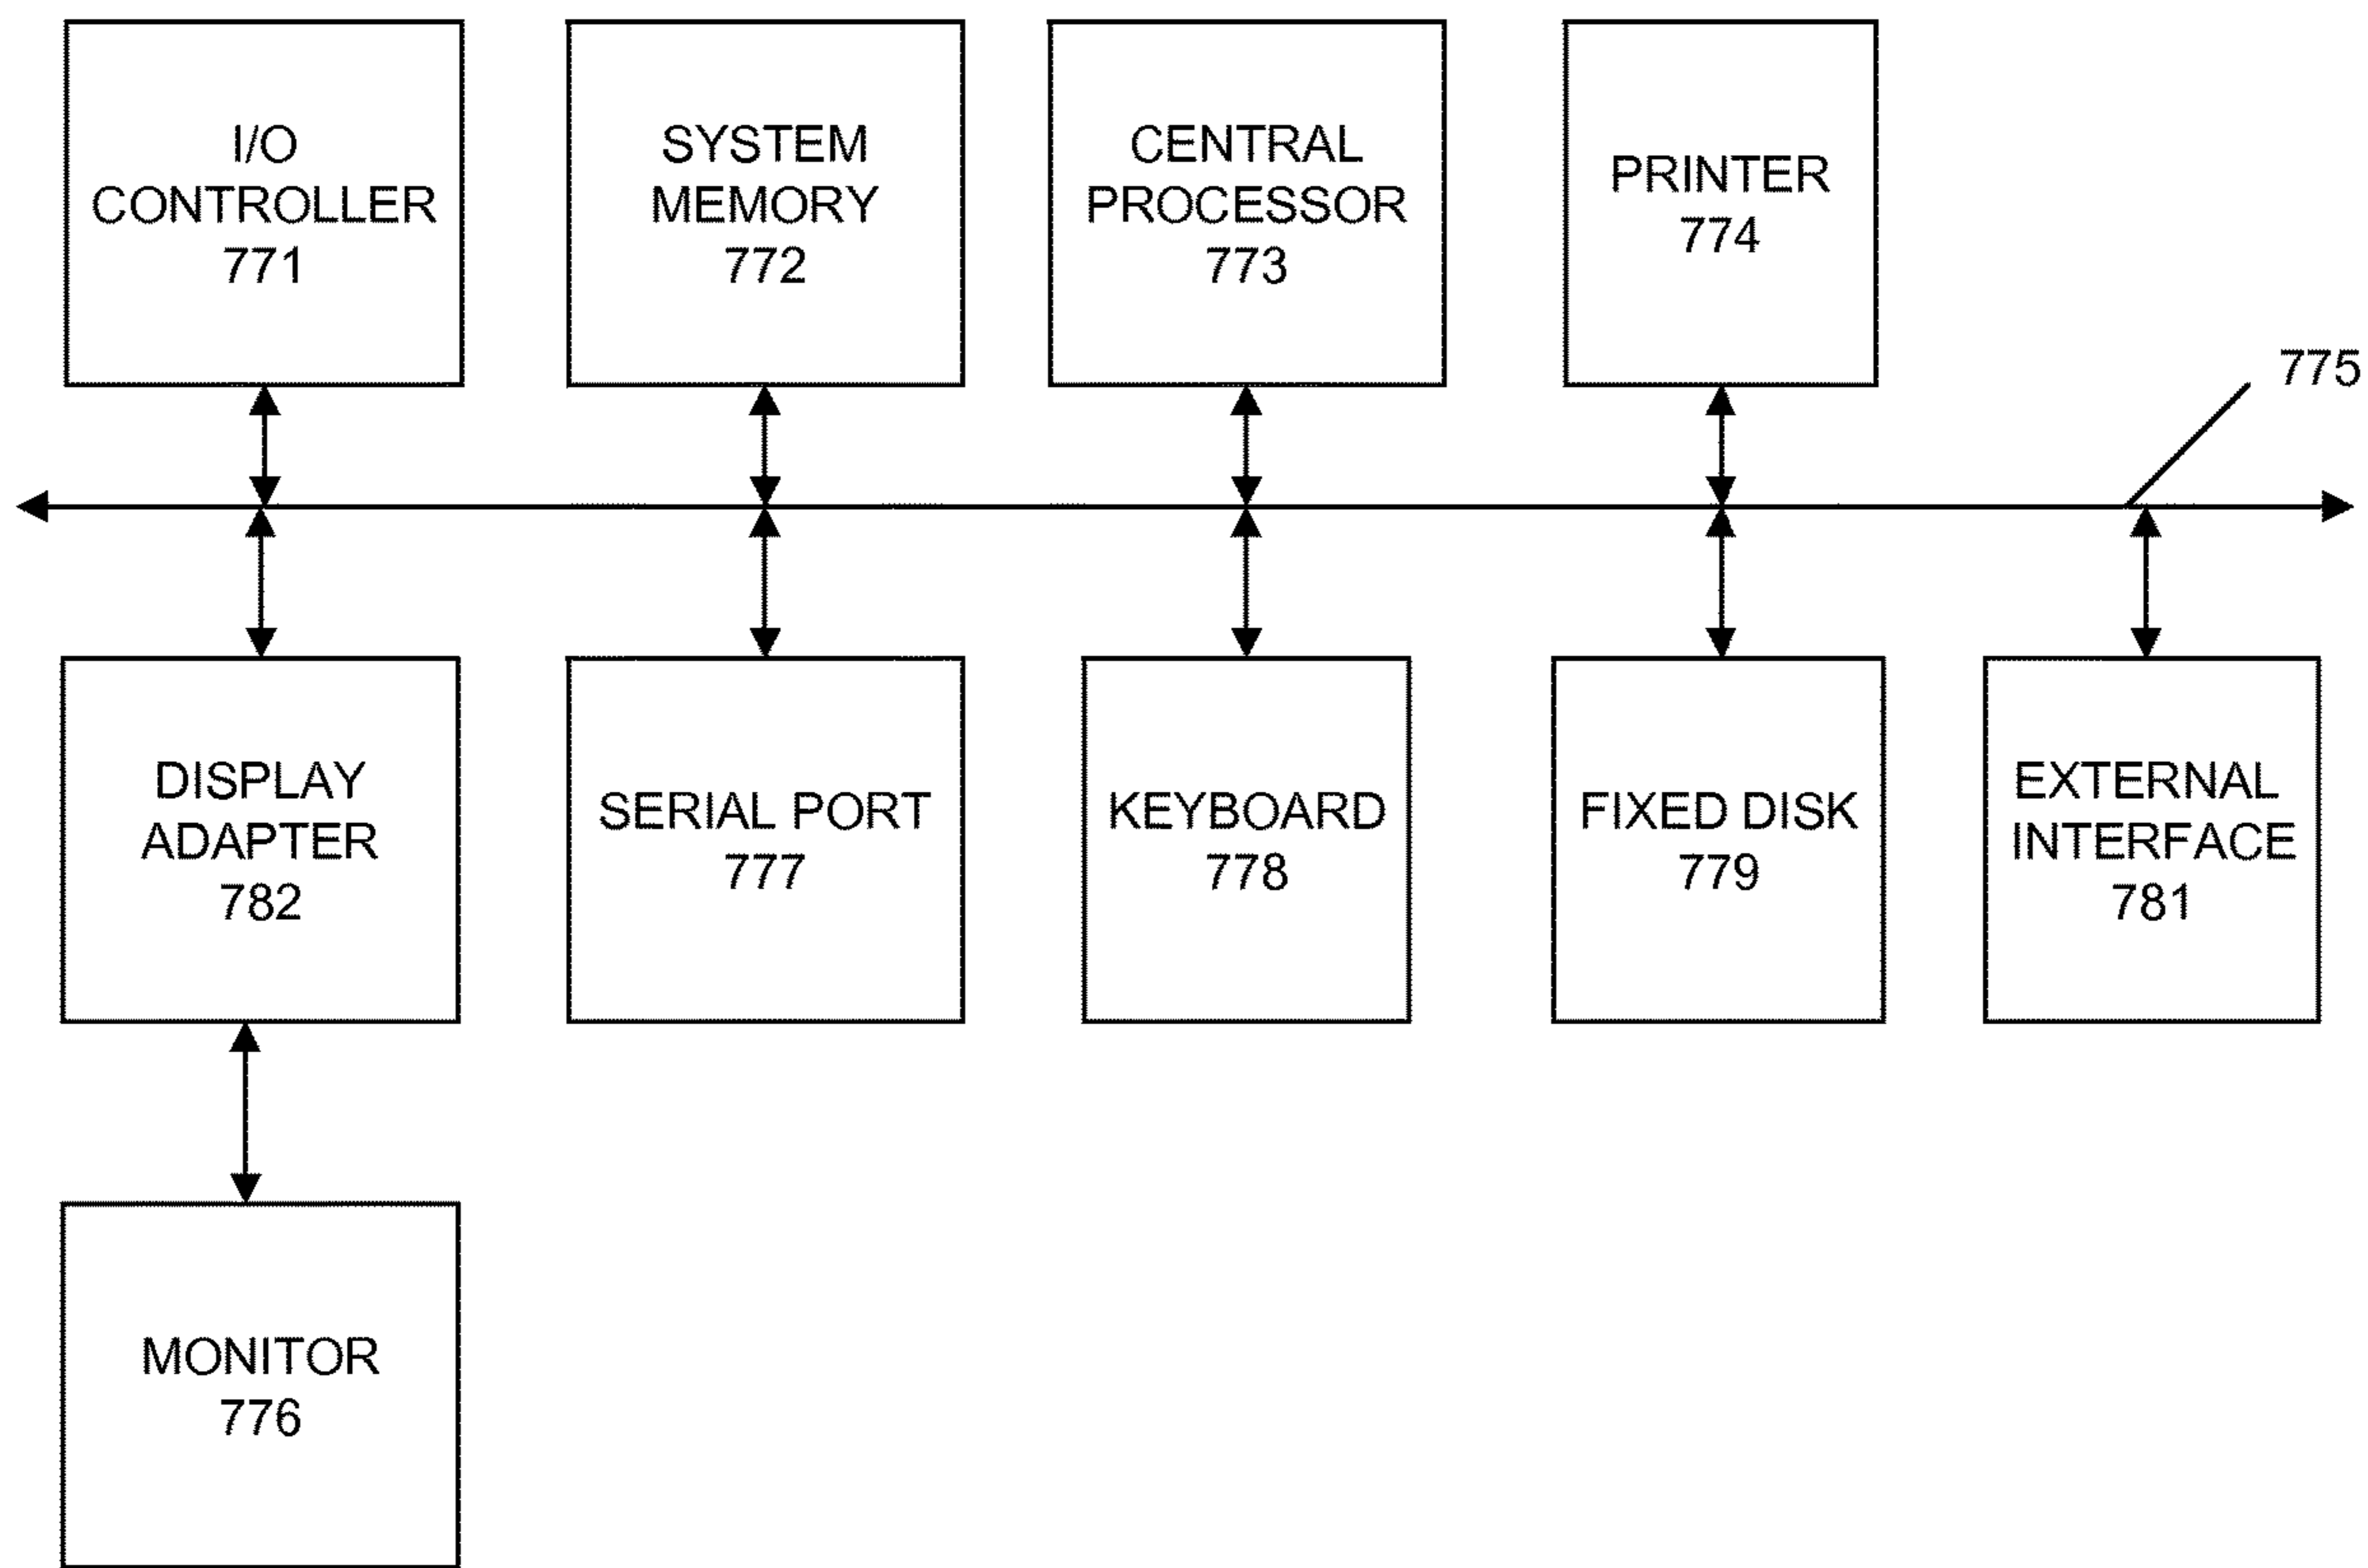 I/O
CONTROLLER
771
SYSTEM
MEMORY
772
CENTRAL
PROCESSOR
773
PRINTER
774
775
DISPLAY
ADAPTER
782
SERIAL PORT
777
KEYBOARD
778
FIXED DISK
779
EXTERNAL
INTERFACE
781
MONITOR
776